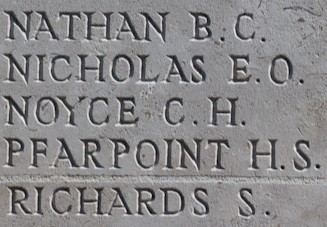 NATHAN B. C.
NICHOLAS E. O.
NOYCE C. H.
PFARPOINT H. S.
RICHARDS S.